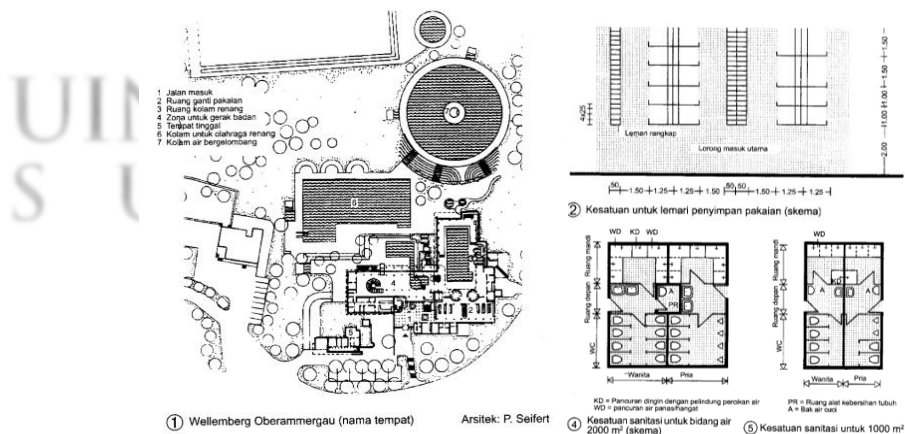 UIN
S U
1 Jalan masuk
2 Ruang ganti pakaian
3 Ruang kolam renang
4 Zona untuk gerak badan
5 Tempat tinggal
6 Kolam untuk olahraga renang
7 Kolam air bergelombang
① Wellemberg Oberammergau (nama tempat)
Arsitek: P. Seifert
4x25
Lemari rangkap
Lorong masuk utama
2.00
1.00
1.00
1.50
1.50
50 1.50 1.25 1.25 50 50 1.50 1.25 1.25
② Kesatuan untuk lemari penyimpan pakaian (skema)
WD KD WD
Ruang mandi
Ruang depan
WC
A
PR
Wanita
Pria
KD = Pancuran dingin dengan pelindung percikan air
WD = pancuran air panas/hangat
④ Kesatuan sanitasi untuk bidang air
2000 m² (skema)
WD
Ruang mandi
Ruang depan
WC
KD
A
A
Wanita
Pria
PR = Ruang alat kebersihan tubuh
A = Bak air cuci
⑤ Kesatuan sanitasi untuk 1000 m²